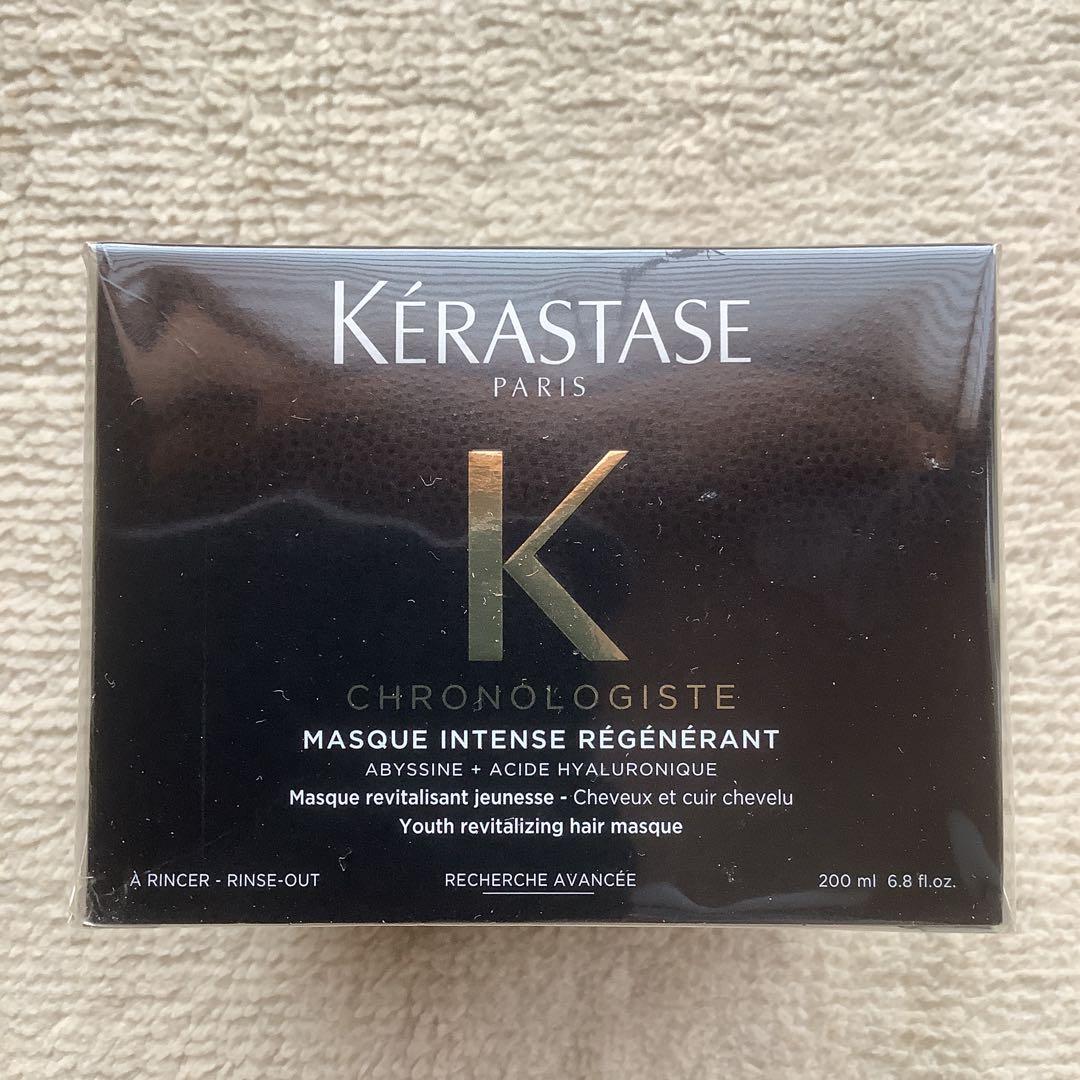 KÉRASTASE
PARIS
K
CHRONOLOGISTE
MASQUE INTENSE RÉGÉNÉRANT
ABYSSINE + ACIDE HYALURONIQUE
Masque revitalisant jeunesse - Cheveux et cuir chevelu
Youth revitalizing hair masque
À RINCER - RINSE-OUT RECHERCHE AVANCÉE 200 ml 6.8 fl.oz.